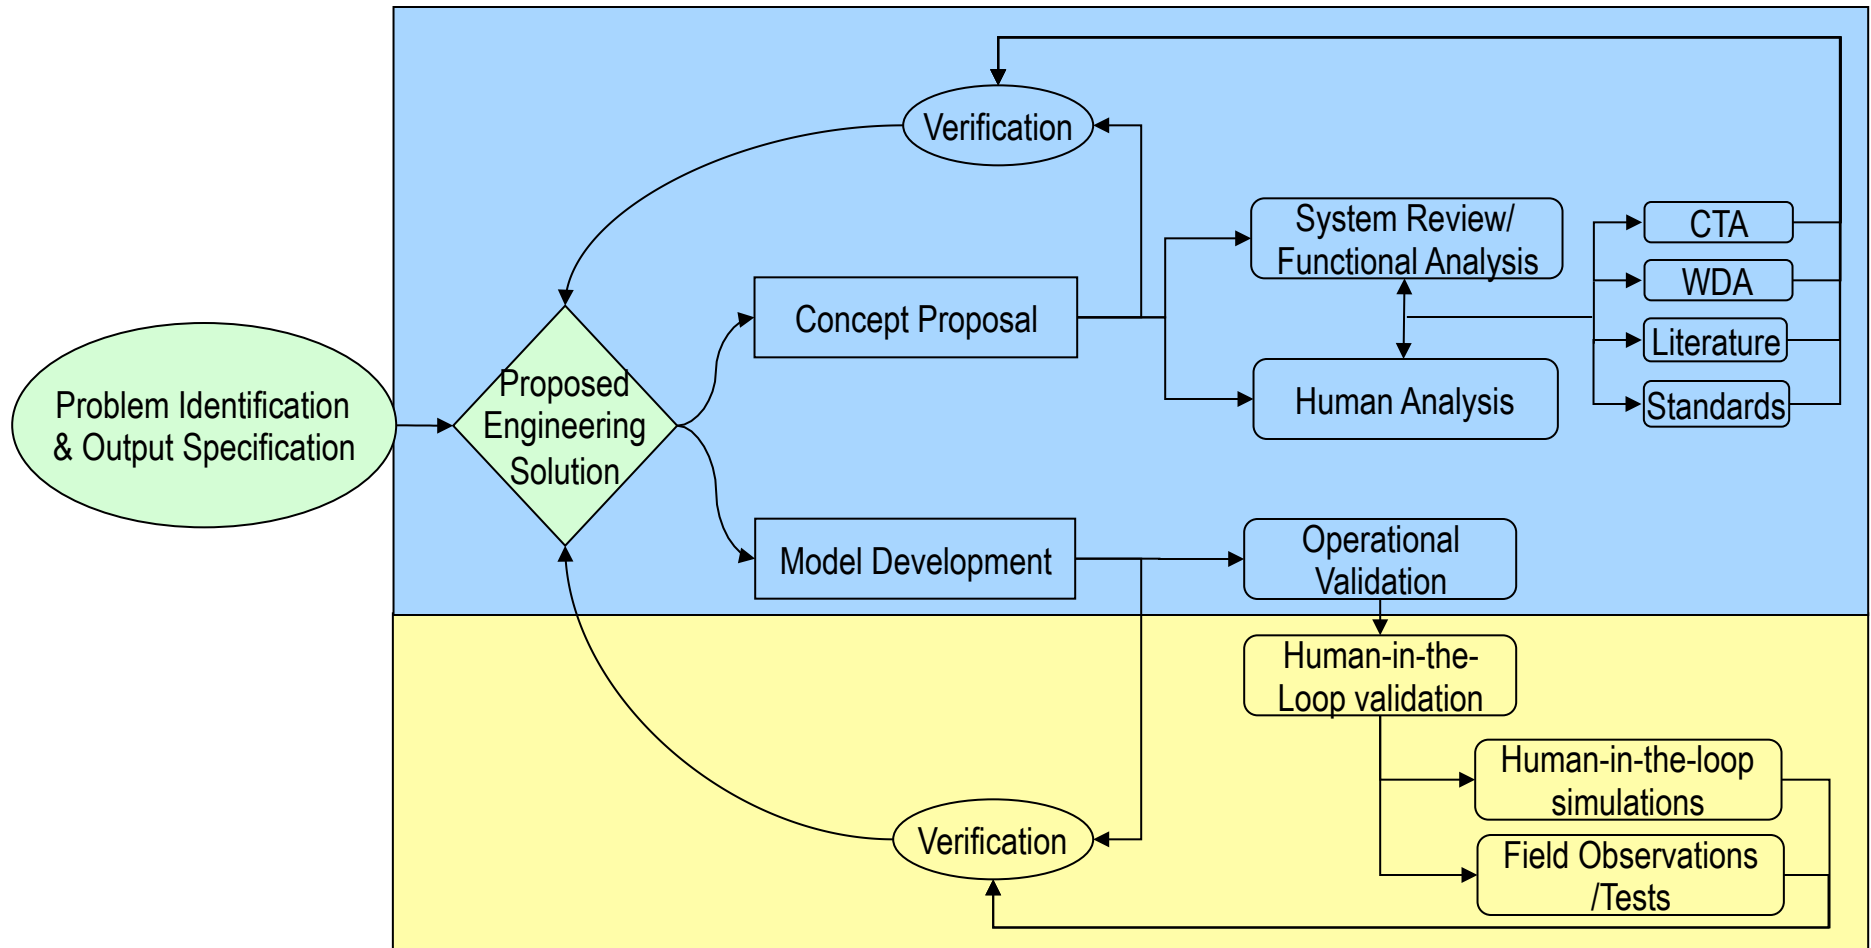 Verification
System Review/
Functional Analysis
CTA
WDA
Literature
Standards
Concept Proposal
Human Analysis
Problem Identification
& Output Specification
Proposed
Engineering
Solution
Model Development
Operational
Validation
Human-in-the-
Loop validation
Human-in-the-loop
simulations
Verification
Field Observations
/Tests